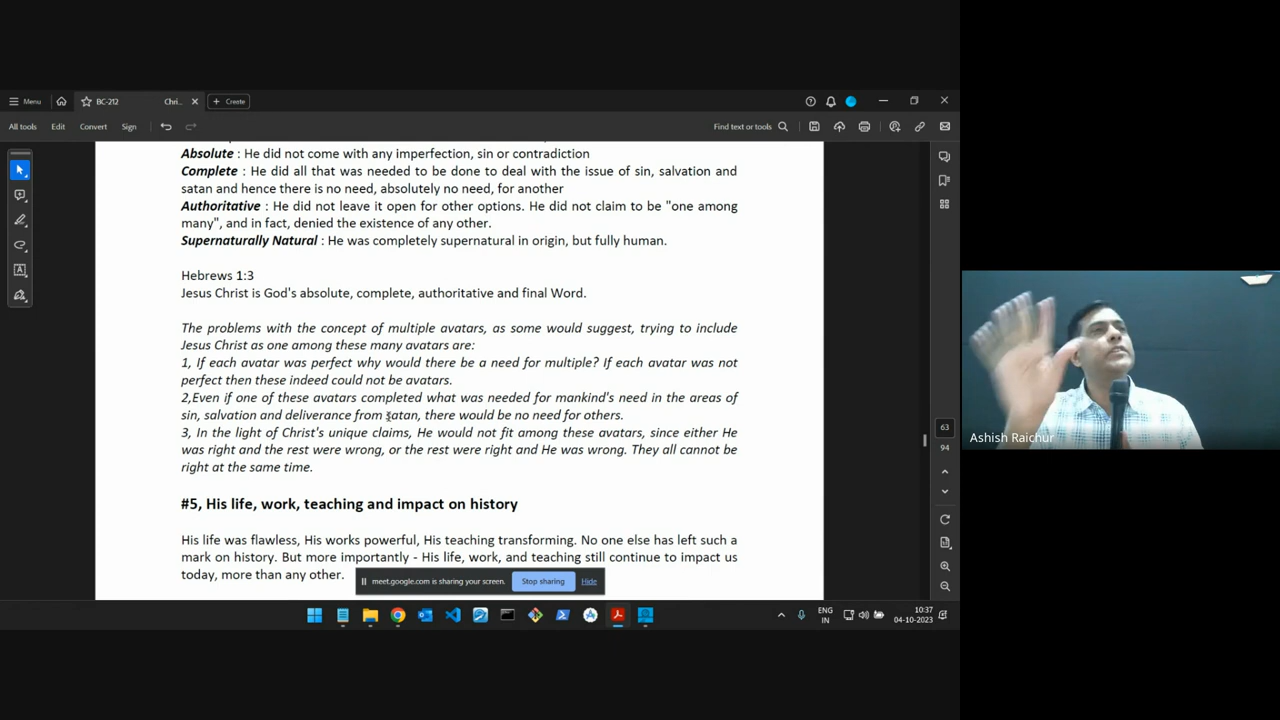 Menu
BC-212
Chri...
Create
All tools
Edit
Convert
Sign
Find text or tools
Absolute : He did not come with any imperfection, sin or contradiction
Complete : He did all that was needed to be done to deal with the issue of sin, salvation and
satan and hence there is no need, absolutely no need, for another
Authoritative : He did not leave it open for other options. He did not claim to be "one among
many", and in fact, denied the existence of any other.
Supernaturally Natural : He was completely supernatural in origin, but fully human.
Hebrews 1:3
Jesus Christ is God's absolute, complete, authoritative and final Word.
The problems with the concept of multiple avatars, as some would suggest, trying to include
Jesus Christ as one among these many avatars are:
1, If each avatar was perfect why would there be a need for multiple? If each avatar was not
perfect then these indeed could not be avatars.
2,Even if one of these avatars completed what was needed for mankind's need in the areas of
sin, salvation and deliverance from satan, there would be no need for others.
3, In the light of Christ's unique claims, He would not fit among these avatars, since either He
was right and the rest were wrong, or the rest were right and He was wrong. They all cannot be
right at the same time.
#5, His life, work, teaching and impact on history
His life was flawless, His works powerful, His teaching transforming. No one else has left such a
mark on history. But more importantly - His life, work, and teaching still continue to impact us
today, more than any other.
meet.google.com is sharing your screen.
Stop sharing
Hide
63
94
Ashish Raichur
ENG
IN
10:37
04-10-2023